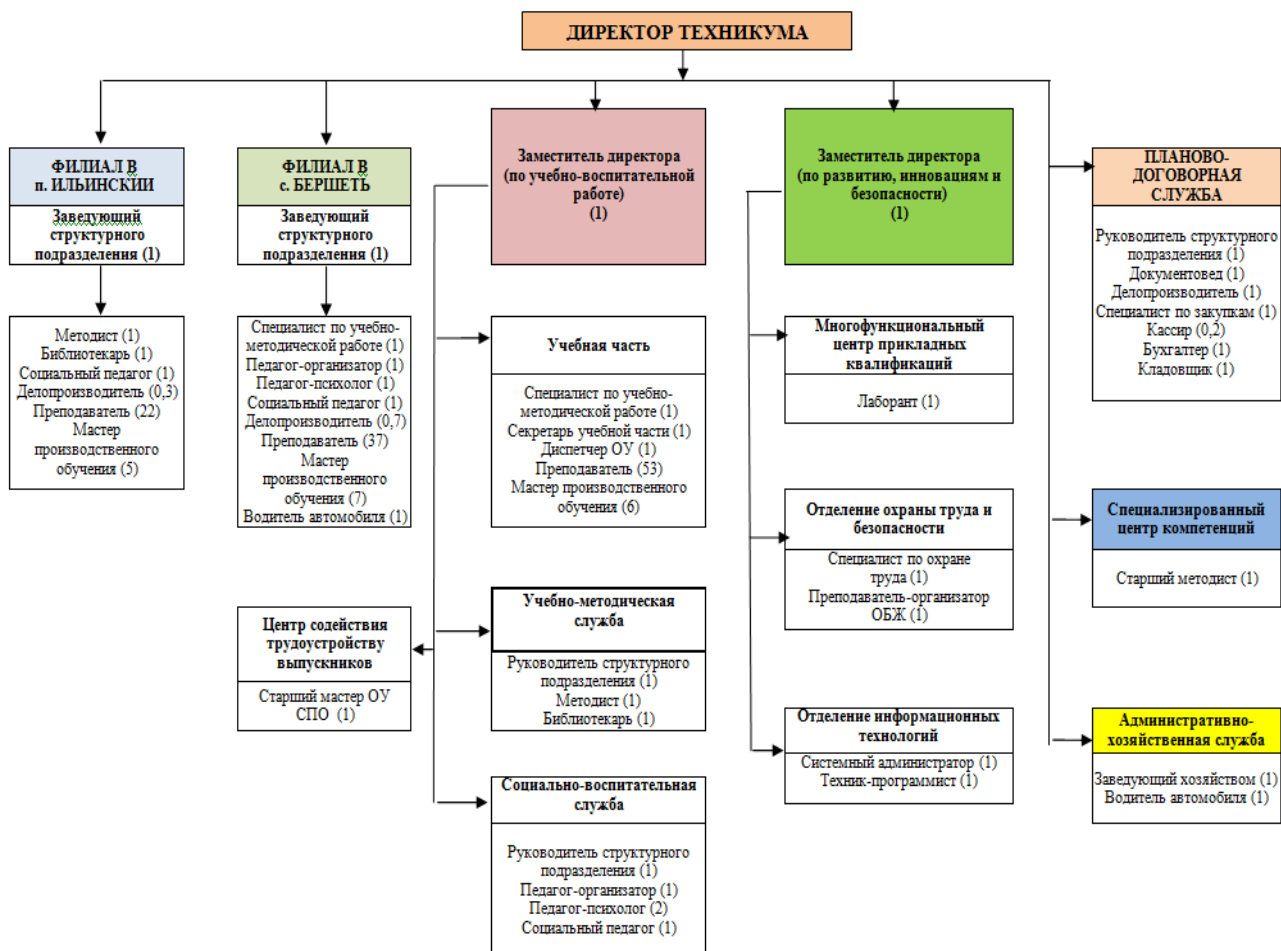 ДИРЕКТОР ТЕХНИКУМА
ФИЛИАЛ В
п. ИЛЬИНСКИЙ
Заведующий
структурного
подразделения (1)
Методист (1)
Библиотекарь (1)
Социальный педагог (1)
Делопроизводитель (0,3)
Преподаватель (22)
Мастер
производственного
обучения (5)
ФИЛИАЛ В
с. БЕРШЕТЬ
Заведующий
структурного
подразделения (1)
Специалист по учебно-
методической работе (1)
Педагог-организатор (1)
Педагог-психолог (1)
Социальный педагог (1)
Делопроизводитель (0,7)
Преподаватель (37)
Мастер
производственного
обучения (7)
Водитель автомобиля (1)
Центр содействия
трудоустройству
выпускников
Старший мастер ОУ
СПО (1)
Заместитель директора
(по учебно-воспитательной
работе)
(1)
Учебная часть
Специалист по учебно-
методической работе (1)
Секретарь учебной части (1)
Диспетчер ОУ (1)
Преподаватель (53)
Мастер производственного
обучения (6)
Учебно-методическая
служба
Руководитель структурного
подразделения (1)
Методист (1)
Библиотекарь (1)
Социально-воспитательная
служба
Руководитель структурного
подразделения (1)
Педагог-организатор (1)
Педагог-психолог (2)
Социальный педагог (1)
Заместитель директора
(по развитию, инновациям и
безопасности)
(1)
Многофункциональный
центр прикладных
квалификаций
Лаборант (1)
Отделение охраны труда и
безопасности
Специалист по охране
труда (1)
Преподаватель-организатор
ОБЖ (1)
Отделение информационных
технологий
Системный администратор (1)
Техник-программист (1)
ПЛАНОВО-
ДОГОВОРНАЯ
СЛУЖБА
Руководитель структурного
подразделения (1)
Документовед (1)
Делопроизводитель (1)
Специалист по закупкам (1)
Кассир (0,2)
Бухгалтер (1)
Кладовщик (1)
Специализированный
центр компетенций
Старший методист (1)
Административно-
хозяйственная служба
Заведующий хозяйством (1)
Водитель автомобиля (1)